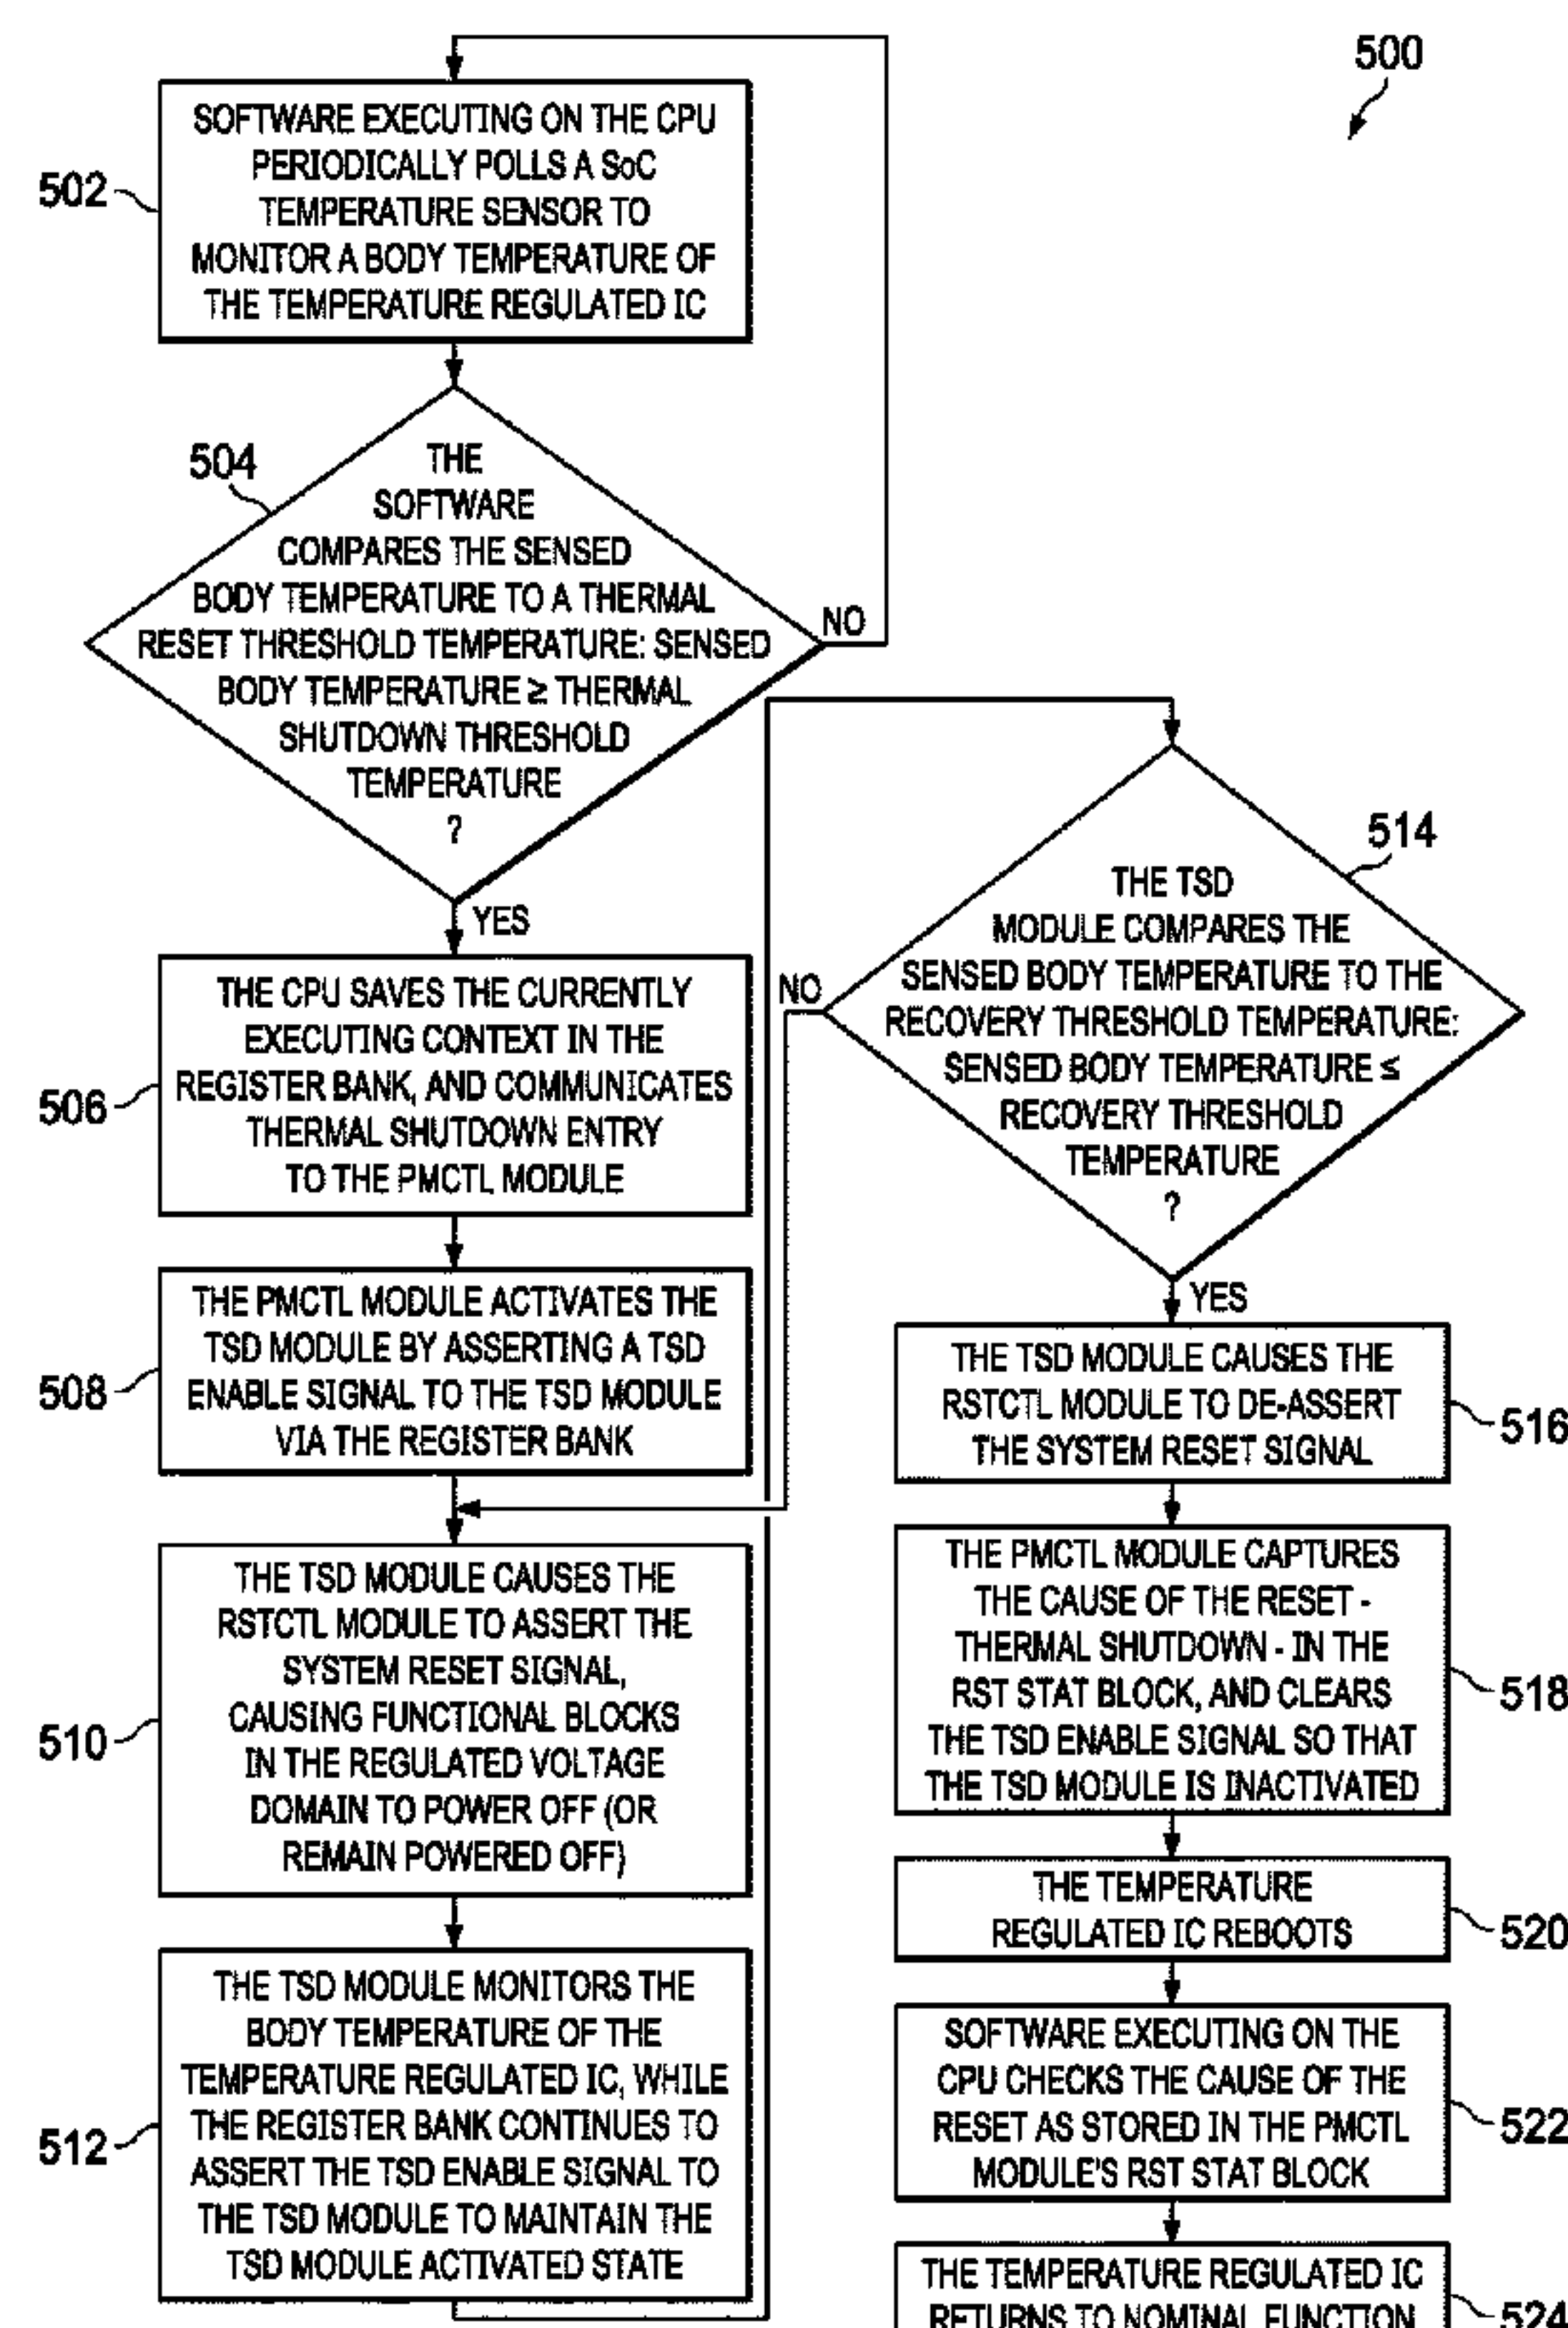 500
502
SOFTWARE EXECUTING ON THE CPU
PERIODICALLY POLLS A SoC
TEMPERATURE SENSOR TO
MONITOR A BODY TEMPERATURE OF
THE TEMPERATURE REGULATED IC
504
THE
SOFTWARE
COMPARES THE SENSED
BODY TEMPERATURE TO A THERMAL
RESET THRESHOLD TEMPERATURE: SENSED
BODY TEMPERATURE ≥ THERMAL
SHUTDOWN THRESHOLD
TEMPERATURE
?
NO
YES
506
THE CPU SAVES THE CURRENTLY
EXECUTING CONTEXT IN THE
REGISTER BANK, AND COMMUNICATES
THERMAL SHUTDOWN ENTRY
TO THE PMCTL MODULE
508
THE PMCTL MODULE ACTIVATES THE
TSD MODULE BY ASSERTING A TSD
ENABLE SIGNAL TO THE TSD MODULE
VIA THE REGISTER BANK
510
THE TSD MODULE CAUSES THE
RSTCTL MODULE TO ASSERT THE
SYSTEM RESET SIGNAL,
CAUSING FUNCTIONAL BLOCKS
IN THE REGULATED VOLTAGE
DOMAIN TO POWER OFF (OR
REMAIN POWERED OFF)
512
THE TSD MODULE MONITORS THE
BODY TEMPERATURE OF THE
TEMPERATURE REGULATED IC, WHILE
THE REGISTER BANK CONTINUES TO
ASSERT THE TSD ENABLE SIGNAL TO
THE TSD MODULE TO MAINTAIN THE
TSD MODULE ACTIVATED STATE
514
THE TSD
MODULE COMPARES THE
SENSED BODY TEMPERATURE TO THE
RECOVERY THRESHOLD TEMPERATURE:
SENSED BODY TEMPERATURE ≤
RECOVERY THRESHOLD
TEMPERATURE
?
NO
YES
THE TSD MODULE CAUSES THE
RSTCTL MODULE TO DE-ASSERT
THE SYSTEM RESET SIGNAL
516
THE PMCTL MODULE CAPTURES
THE CAUSE OF THE RESET -
THERMAL SHUTDOWN - IN THE
RST STAT BLOCK, AND CLEARS
THE TSD ENABLE SIGNAL SO THAT
THE TSD MODULE IS INACTIVATED
518
THE TEMPERATURE
REGULATED IC REBOOTS
520
SOFTWARE EXECUTING ON THE
CPU CHECKS THE CAUSE OF THE
RESET AS STORED IN THE PMCTL
MODULE'S RST STAT BLOCK
522
THE TEMPERATURE REGULATED IC
RETURNS TO NOMINAL FUNCTION
524